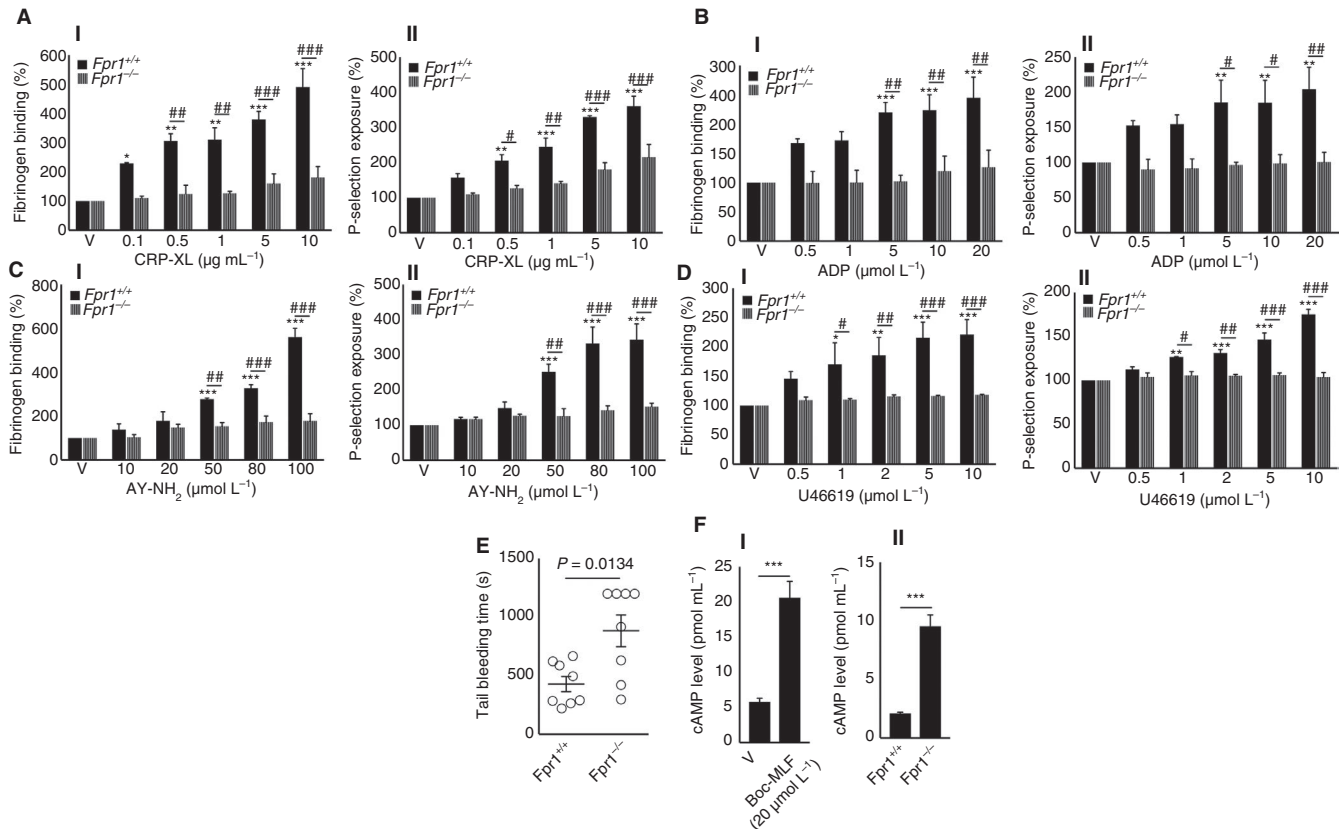 A
I
Fibrinogen binding (%)
600
500
400
300
200
100
0
Fpr1+/+
Fpr1−/−
*
**
##
**
##
***
###
***
###
V 0.1 0.5 1 5 10
CRP-XL (µg mL−1)
II
P-selection exposure (%)
500
400
300
200
100
0
Fpr1+/+
Fpr1−/−
**
#
***
##
***
###
***
###
V 0.1 0.5 1 5 10
CRP-XL (µg mL−1)
B
I
Fibrinogen binding (%)
300
250
200
150
100
50
0
Fpr1+/+
Fpr1−/−
***
##
***
##
***
##
V 0.5 1 5 10 20
ADP (µmol L−1)
II
P-selection exposure (%)
250
200
150
100
50
0
Fpr1+/+
Fpr1−/−
**
#
**
#
**
##
V 0.5 1 5 10 20
ADP (µmol L−1)
C
I
Fibrinogen binding (%)
800
600
400
200
0
Fpr1+/+
Fpr1−/−
***
##
***
###
***
###
V 10 20 50 80 100
AY-NH2 (µmol L−1)
II
P-selection exposure (%)
500
400
300
200
100
0
Fpr1+/+
Fpr1−/−
***
##
***
###
***
###
V 10 20 50 80 100
AY-NH2 (µmol L−1)
D
I
Fibrinogen binding (%)
300
250
200
150
100
50
0
Fpr1+/+
Fpr1−/−
*
#
**
##
***
###
***
###
V 0.5 1 2 5 10
U46619 (µmol L−1)
II
P-selection exposure (%)
200
150
100
50
0
Fpr1+/+
Fpr1−/−
**
#
***
##
***
###
***
###
V 0.5 1 2 5 10
U46619 (µmol L−1)
E
Tail bleeding time (s)
1500
1000
500
0
P = 0.0134
Fpr1+/+
Fpr1−/−
F
I
cAMP level (pmol mL−1)
25
20
15
10
5
0
***
V
Boc-MLF
(20 µmol L−1)
II
cAMP level (pmol mL−1)
15
10
5
0
***
Fpr1+/+
Fpr1−/−